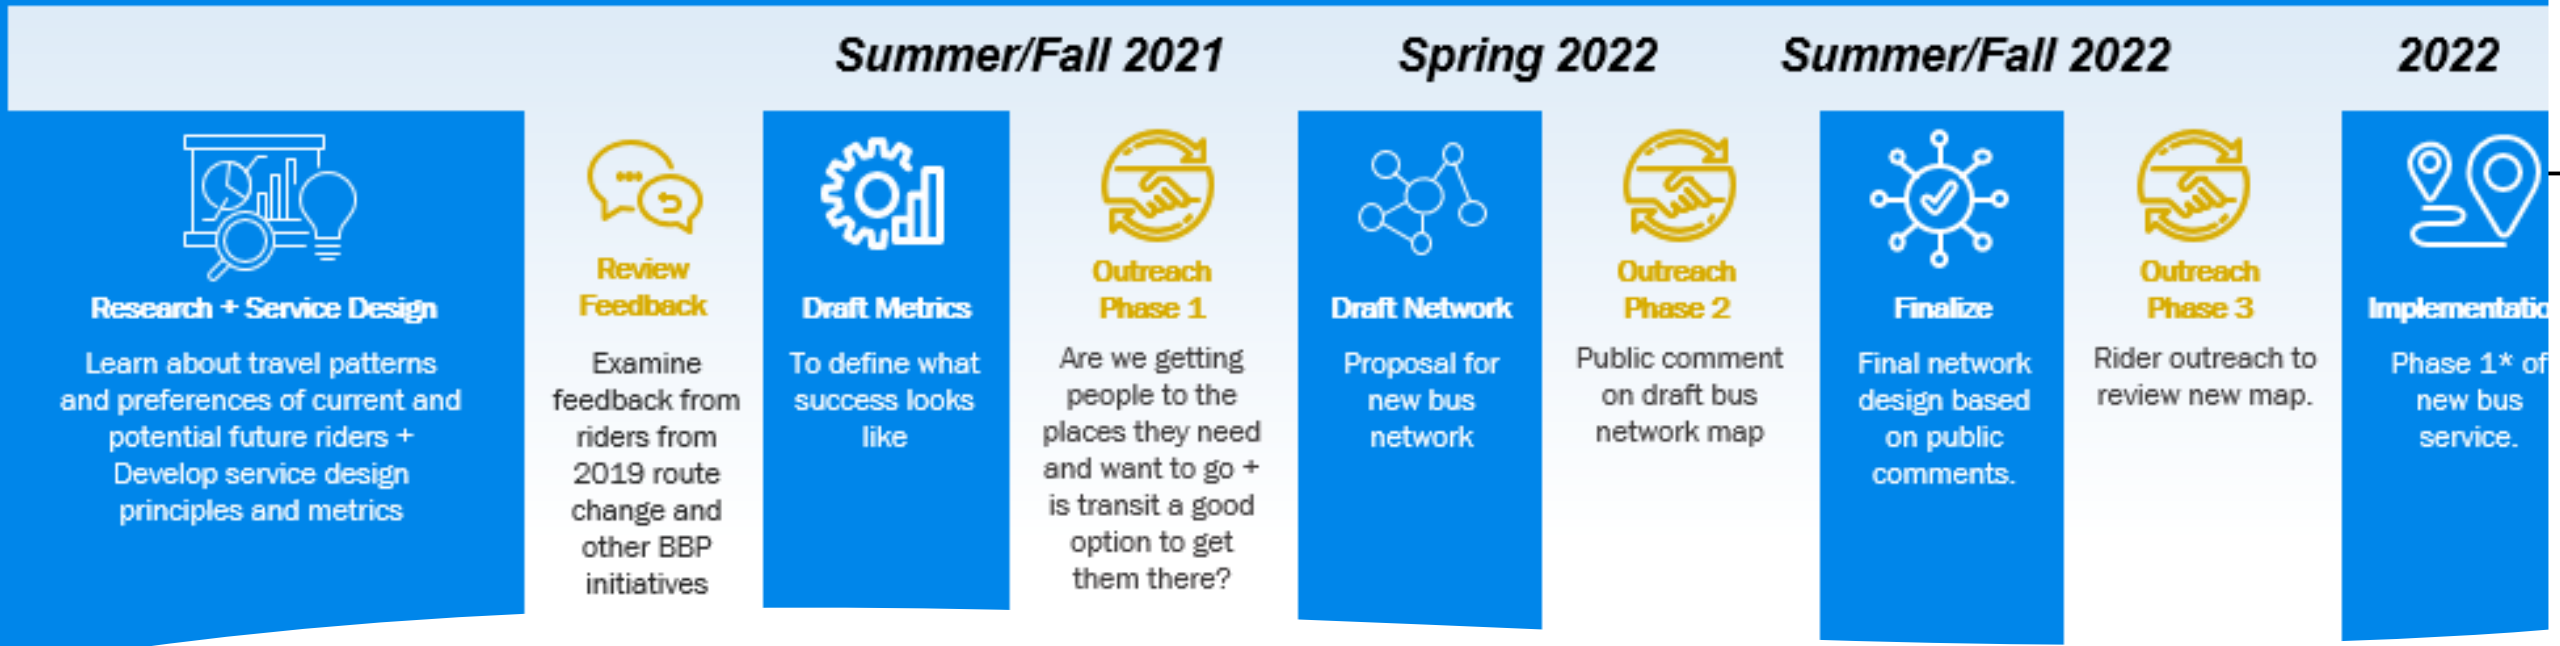 Summer/Fall 2021
Spring 2022
Summer/Fall 2022
2022
Research + Service Design
Learn about travel patterns
and preferences of current and
potential future riders +
Develop service design
principles and metrics
Review
Feedback
Examine
feedback from
riders from
2019 route
change and
other BBP
initiatives
Draft Metrics
To define what
success looks
like
Outreach
Phase 1
Are we getting
people to the
places they need
and want to go +
is transit a good
option to get
them there?
Draft Network
Proposal for
new bus
network
Outreach
Phase 2
Public comment
on draft bus
network map
Finalize
Final network
design based
on public
comments.
Outreach
Phase 3
Rider outreach to
review new map.
Implementatio
Phase 1* of
new bus
service.